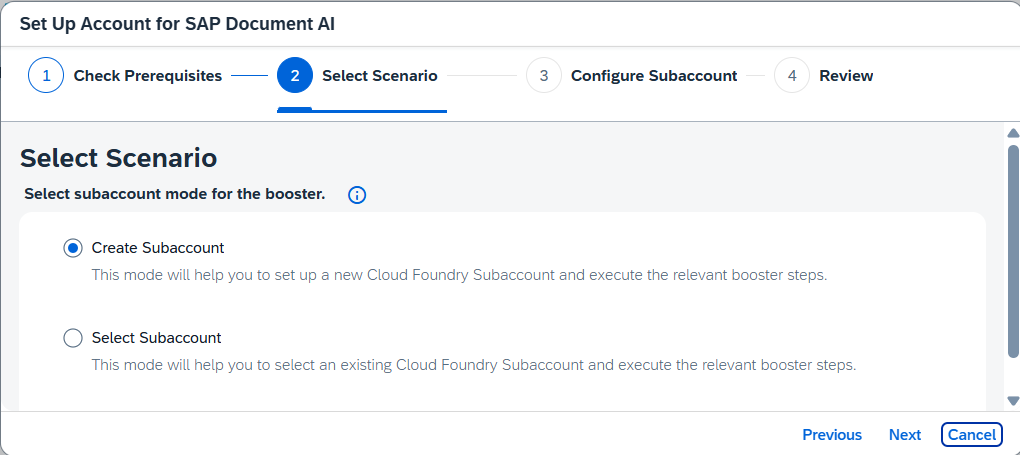 Set Up Account for SAP Document AI
1 Check Prerequisites 2 Select Scenario 3 Configure Subaccount 4 Review
Select Scenario
Select subaccount mode for the booster.
Create Subaccount
This mode will help you to set up a new Cloud Foundry Subaccount and execute the relevant booster steps.
Select Subaccount
This mode will help you to select an existing Cloud Foundry Subaccount and execute the relevant booster steps.
Previous Next Cancel